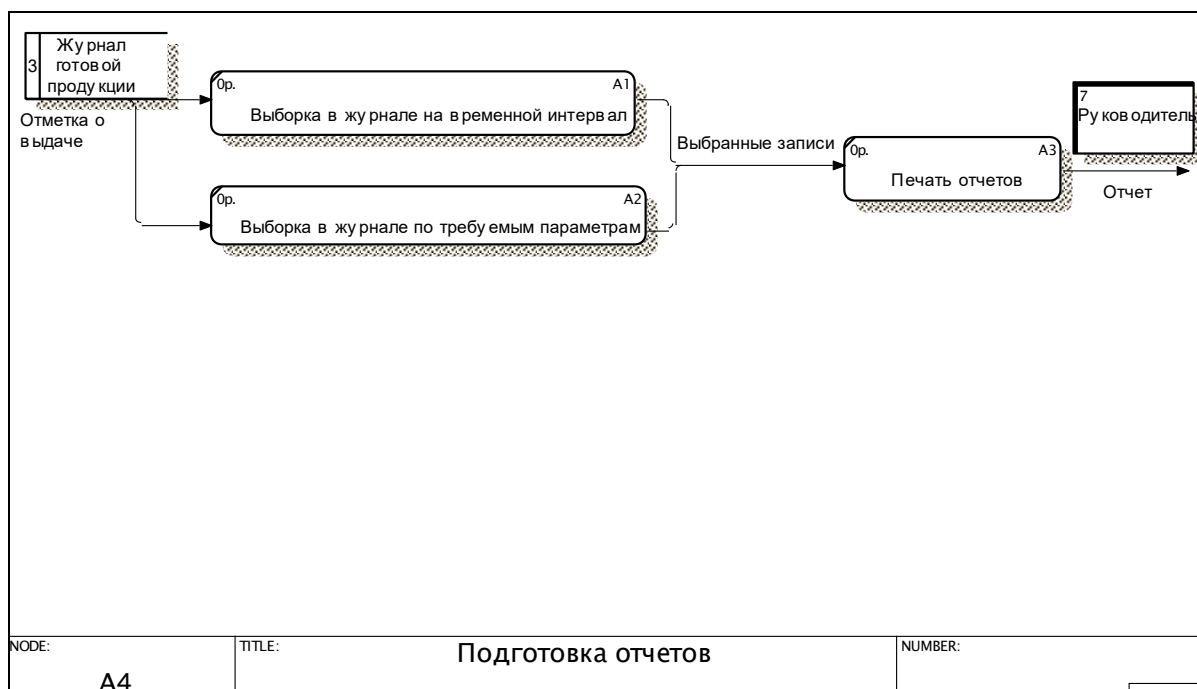 3
Журнал
готовой
продукции
Отметка о
выдаче
0р.
A1
Выборка в журнале на временной интервал
0р.
A2
Выборка в журнале по требуемым параметрам
Выбранные записи
0р.
A3
Печать отчетов
7
Руководитель
Отчет
NODE:
A4
TITLE:
Подготовка отчетов
NUMBER: